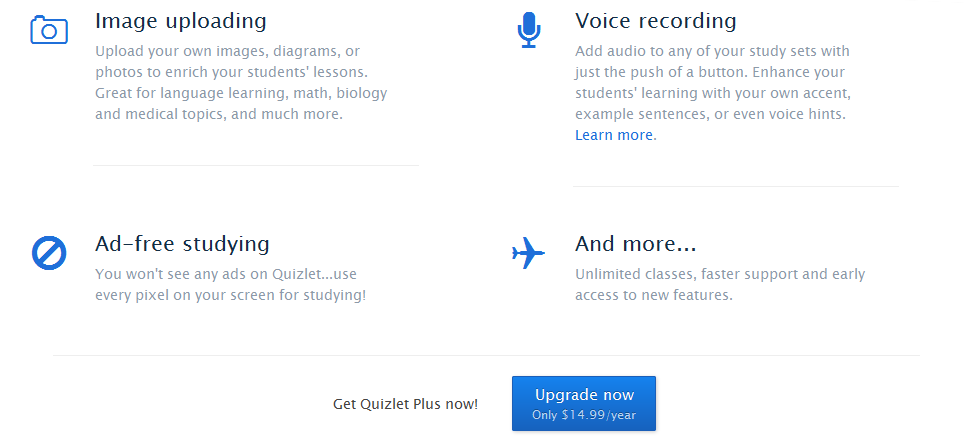 Image uploading
Upload your own images, diagrams, or
photos to enrich your students' lessons.
Great for language learning, math, biology
and medical topics, and much more.
Voice recording
Add audio to any of your study sets with
just the push of a button. Enhance your
students' learning with your own accent,
example sentences, or even voice hints.
Learn more.
Ad-free studying
You won't see any ads on Quizlet...use
every pixel on your screen for studying!
And more...
Unlimited classes, faster support and early
access to new features.
Get Quizlet Plus now!
Upgrade now
Only $14.99/year